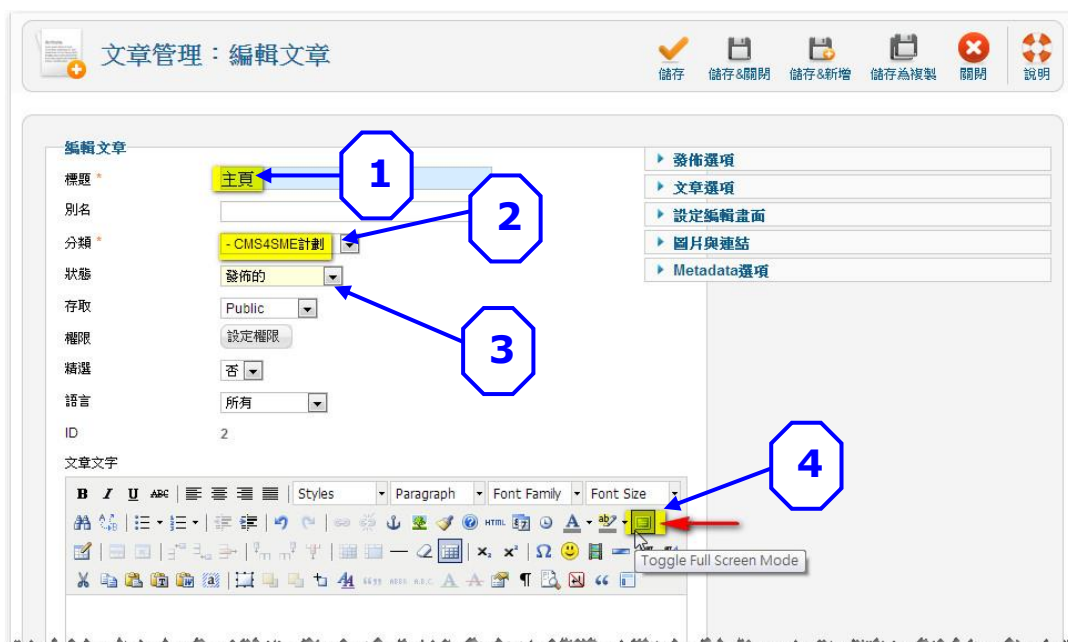 文章管理：編輯文章
儲存 儲存&關閉 儲存&新增 儲存為複製 關閉 說明
編輯文章
標題 * 主頁
別名
分類 * - CMS4SME計劃
狀態 發佈的
存取 Public
權限 設定權限
精選 否
語言 所有
ID 2
文章文字
B I U ABC Styles Paragraph Font Family Font Size
HTML A ab
x, x² Ω
A A ¶
Toggle Full Screen Mode
發佈選項
文章選項
設定編輯畫面
圖片與連結
Metadata選項
1
2
3
4